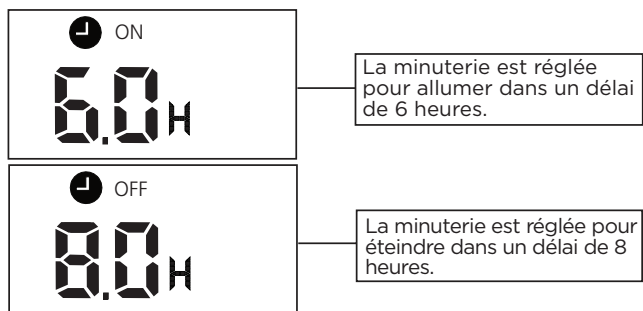 ON
6.0H
La minuterie est réglée
pour allumer dans un délai
de 6 heures.
OFF
8.0H
La minuterie est réglée pour
éteindre dans un délai de 8
heures.